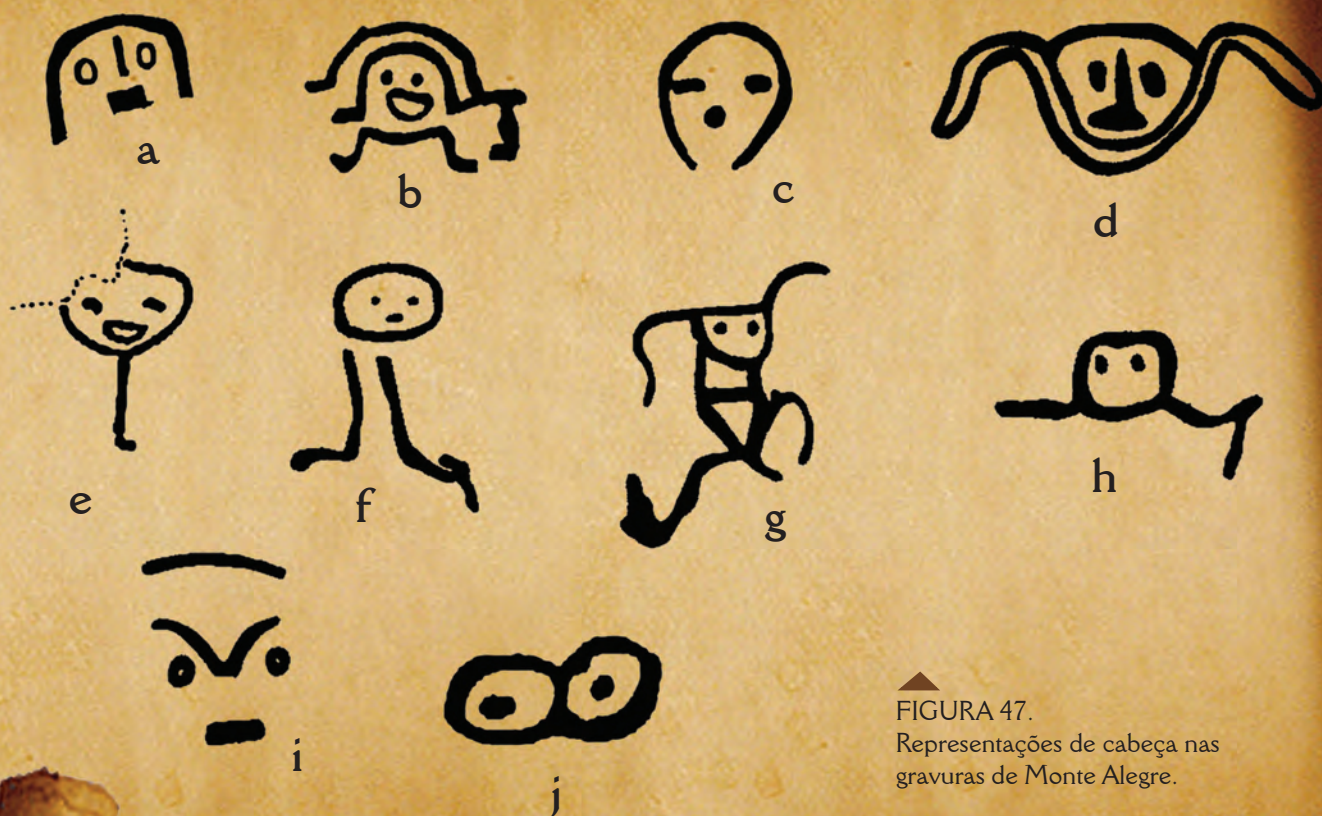 a
b
c
d
e
f
g
h
i
j
FIGURA 47.
Representações de cabeça nas
gravuras de Monte Alegre.